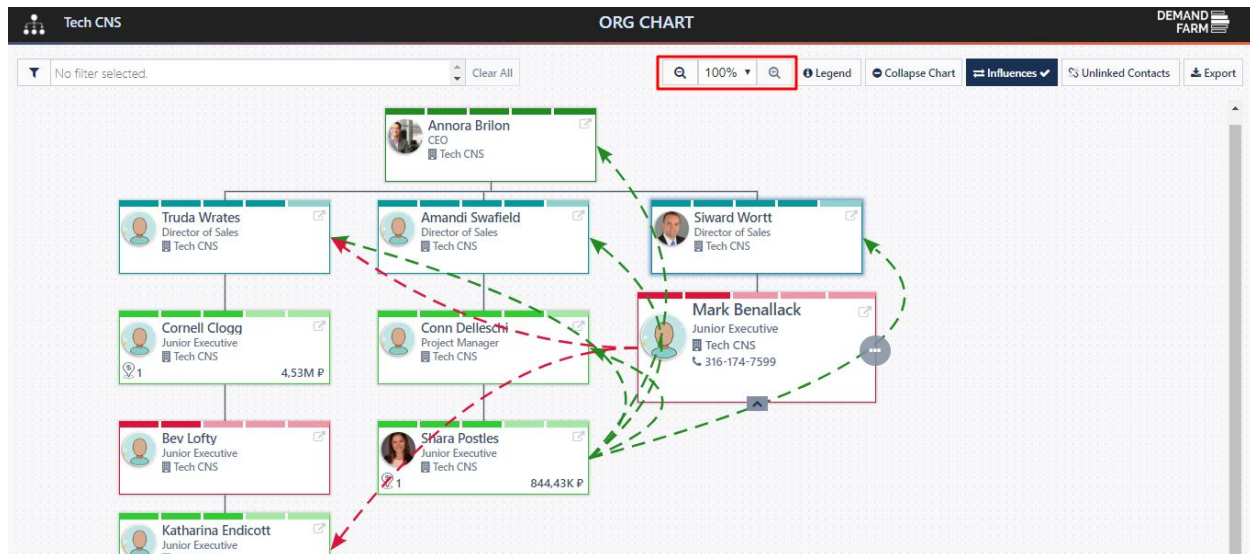 Tech CNS
ORG CHART
DEMAND
FARM
No filter selected.
Clear All
100%
Legend
Collapse Chart
Influences
Unlinked Contacts
Export
Annora Brilon
CEO
Tech CNS
Truda Wrates
Director of Sales
Tech CNS
Amandi Swafield
Director of Sales
Tech CNS
Siward Wortt
Director of Sales
Tech CNS
Mark Benallack
Junior Executive
Tech CNS
316-174-7599
Cornell Clogg
Junior Executive
Tech CNS
1 4,53M ₽
Conn Delleschi
Project Manager
Tech CNS
Bev Lofty
Junior Executive
Tech CNS
Shara Postles
Junior Executive
Tech CNS
1 844,43K ₽
Katharina Endicott
Junior Executive